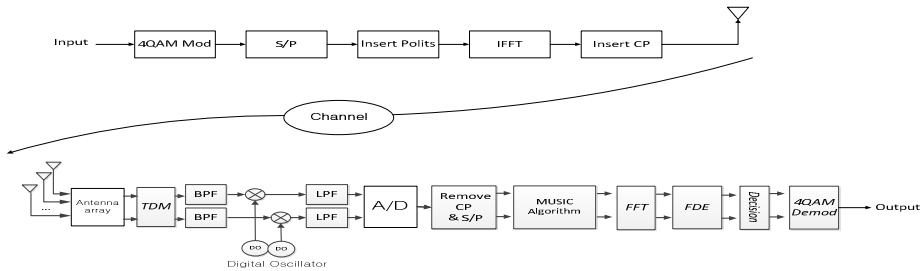 Input
4QAM Mod
S/P
Insert Polits
IFFT
Insert CP
Channel
...
Antenna
array
TDM
BPF
BPF
LPF
LPF
A/D
Remove
CP
& S/P
MUSIC
Algorithm
FFT
FDE
Decision
4QAM
Demod
Output
DO
DO
Digital Oscillator